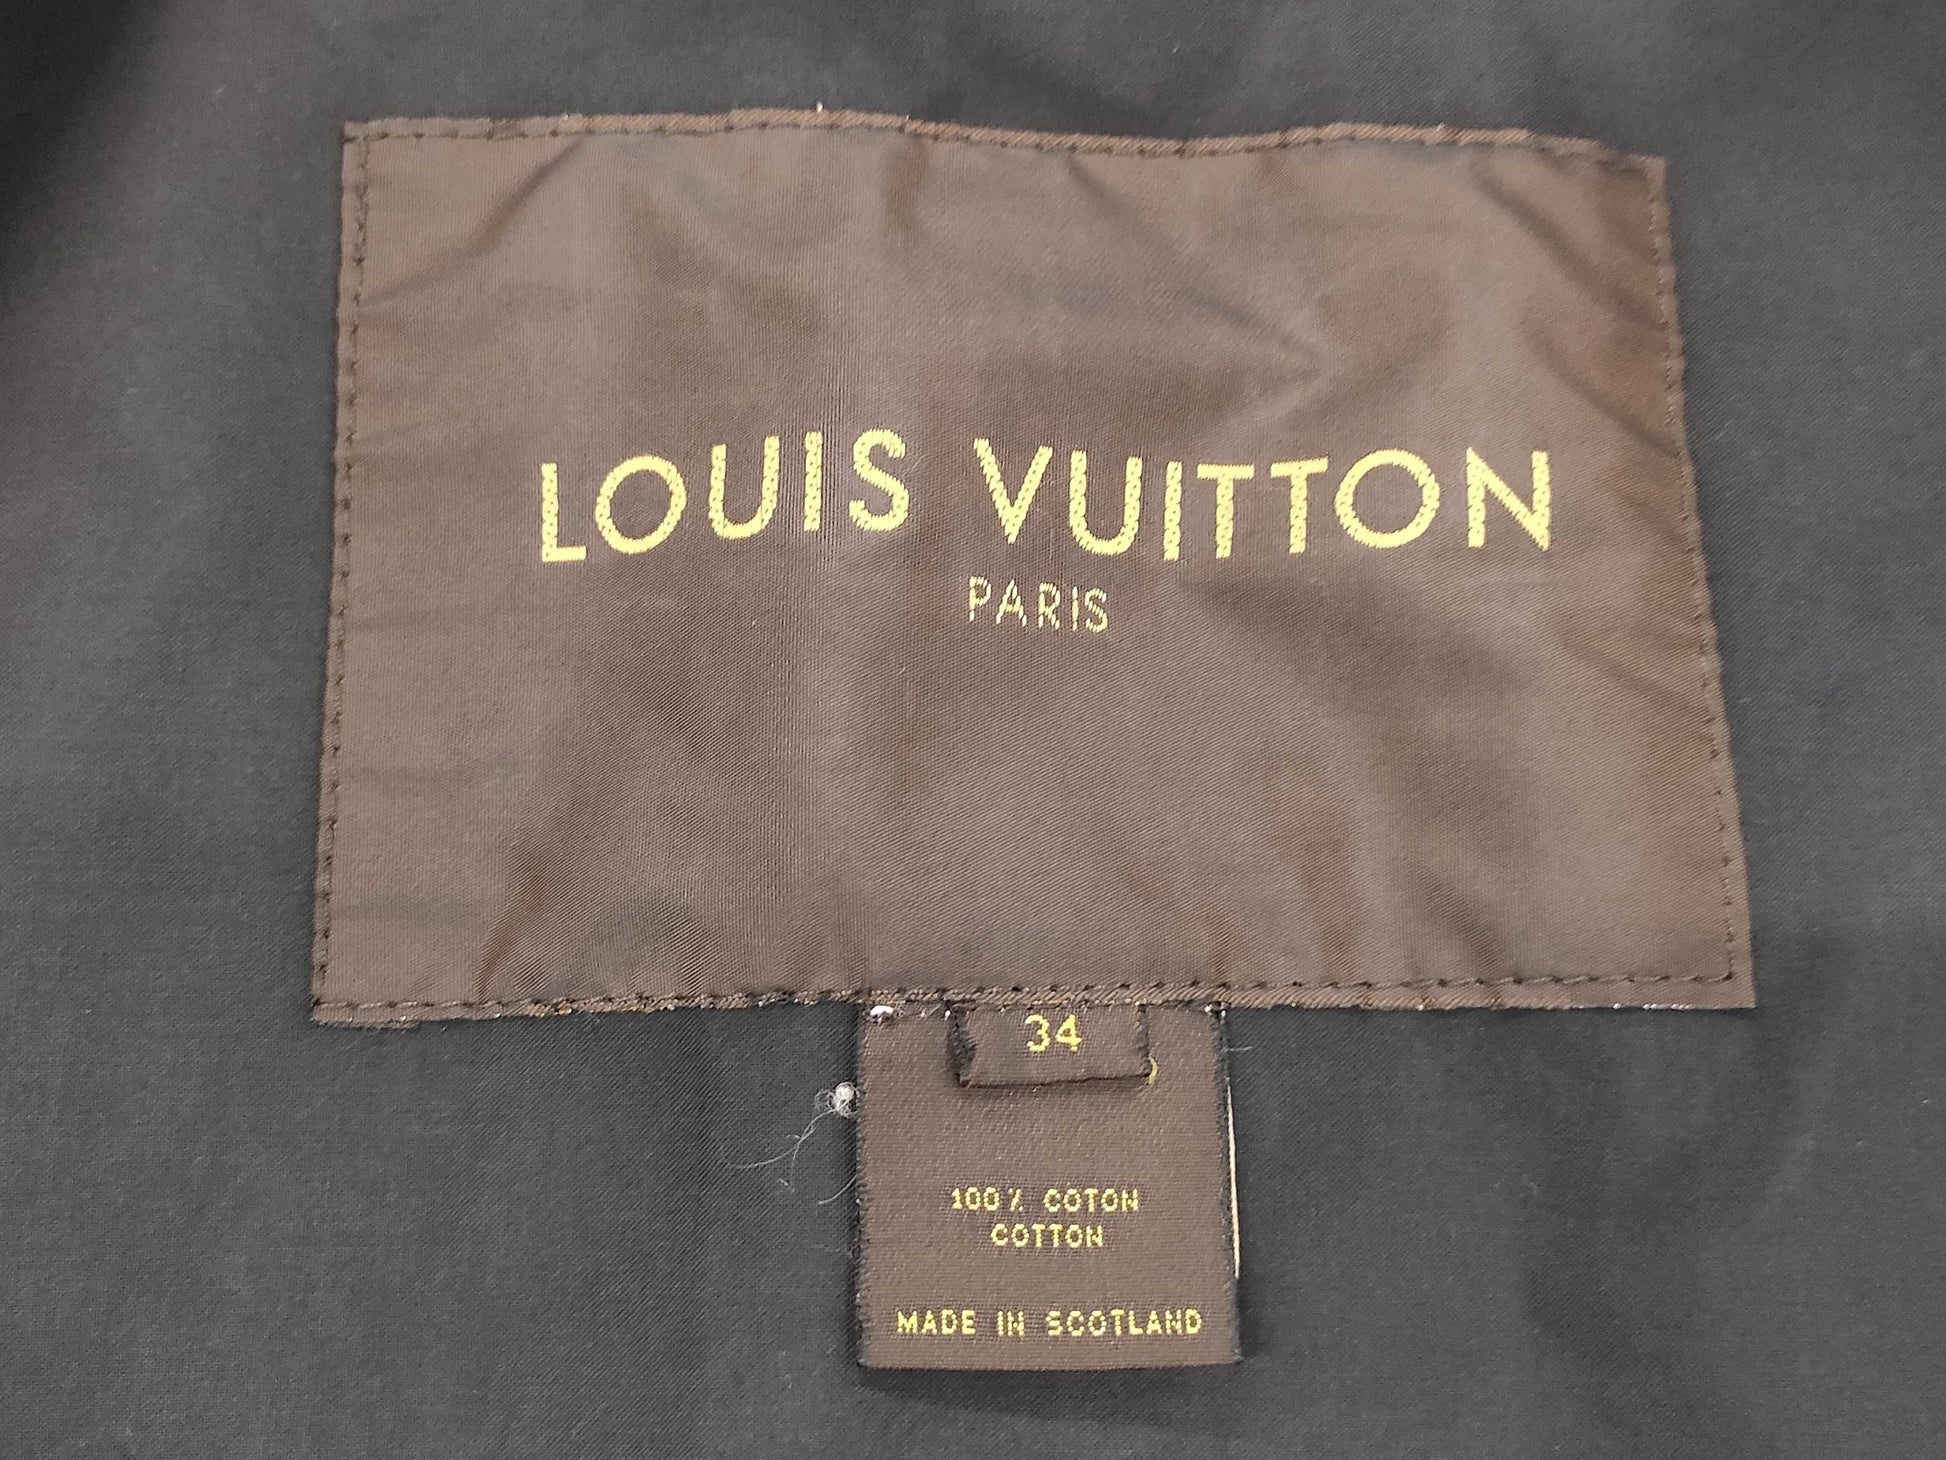 LOUIS VUITTON
PARIS
34
100% COTON
COTTON
MADE IN SCOTLAND